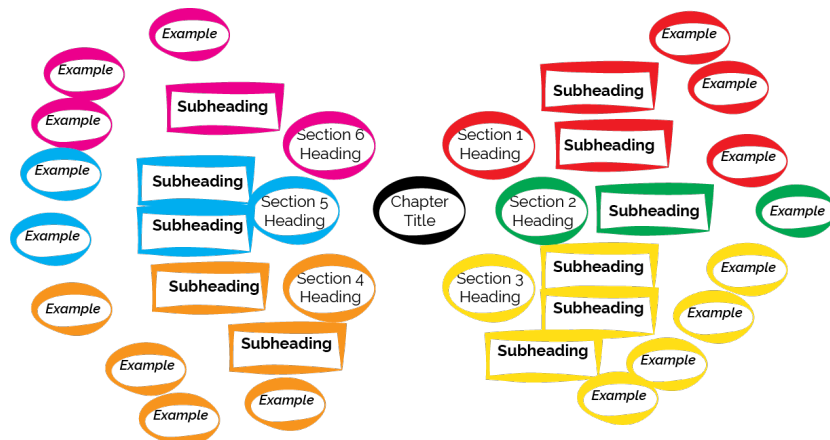 Example
Example
Example
Example
Example
Subheading
Subheading
Section 6
Heading
Section 1
Heading
Subheading
Example
Example
Subheading
Subheading
Section 5
Heading
Chapter
Title
Section 2
Heading
Subheading
Example
Example
Subheading
Subheading
Section 4
Heading
Section 3
Heading
Subheading
Example
Example
Subheading
Example
Subheading
Subheading
Example
Example
Example
Example
Example